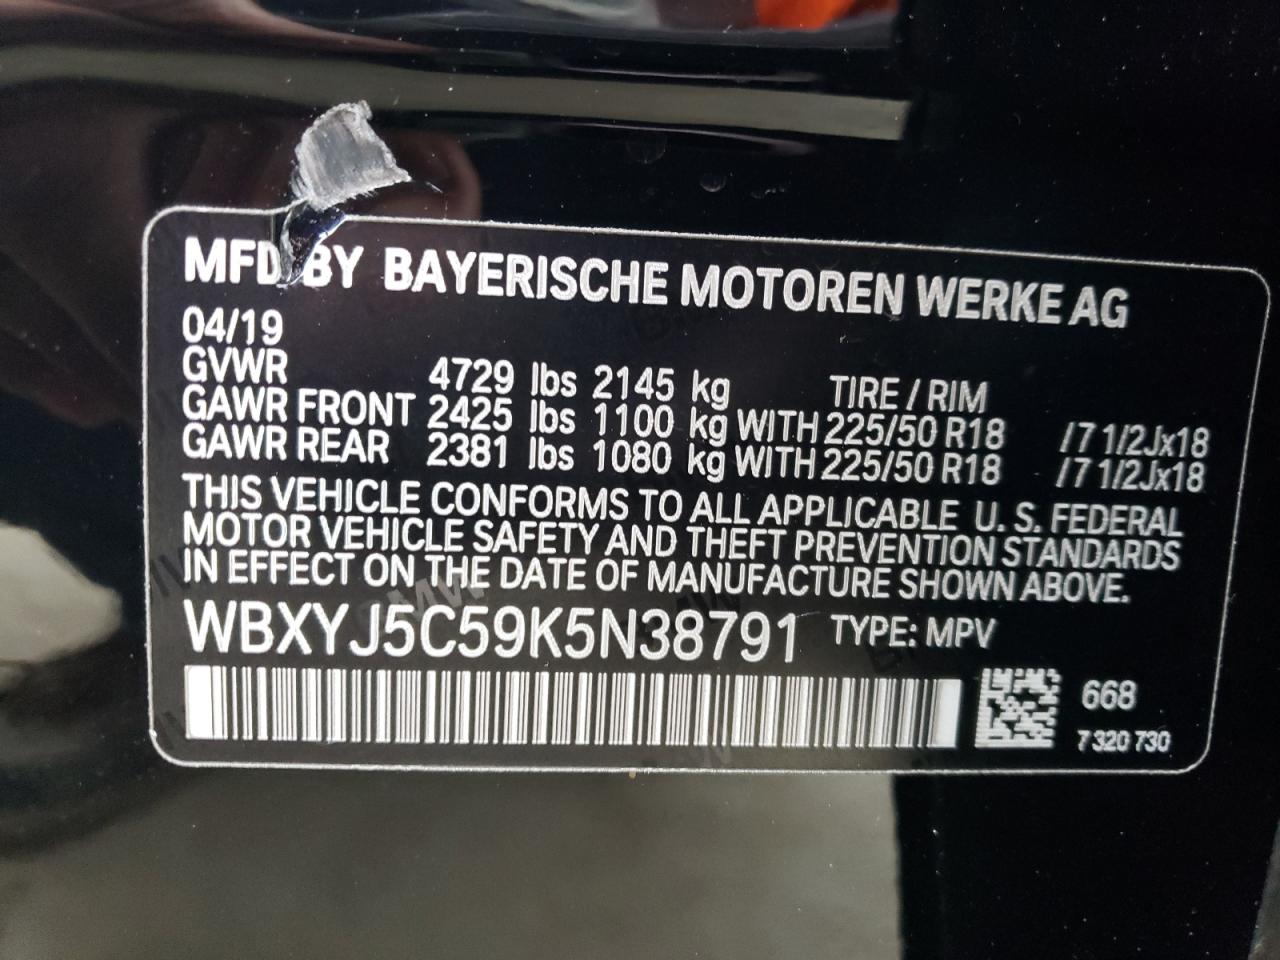 MFD. BY BAYERISCHE MOTOREN WERKE AG
04/19
GVWR 4729 lbs 2145 kg TIRE / RIM
GAWR FRONT 2425 lbs 1100 kg WITH 225/50 R18 /7 1/2Jx18
GAWR REAR 2381 lbs 1080 kg WITH 225/50 R18 /7 1/2Jx18
THIS VEHICLE CONFORMS TO ALL APPLICABLE U. S. FEDERAL
MOTOR VEHICLE SAFETY AND THEFT PREVENTION STANDARDS
IN EFFECT ON THE DATE OF MANUFACTURE SHOWN ABOVE.
WBXYJ5C59K5N38791 TYPE: MPV
668
7 320 730